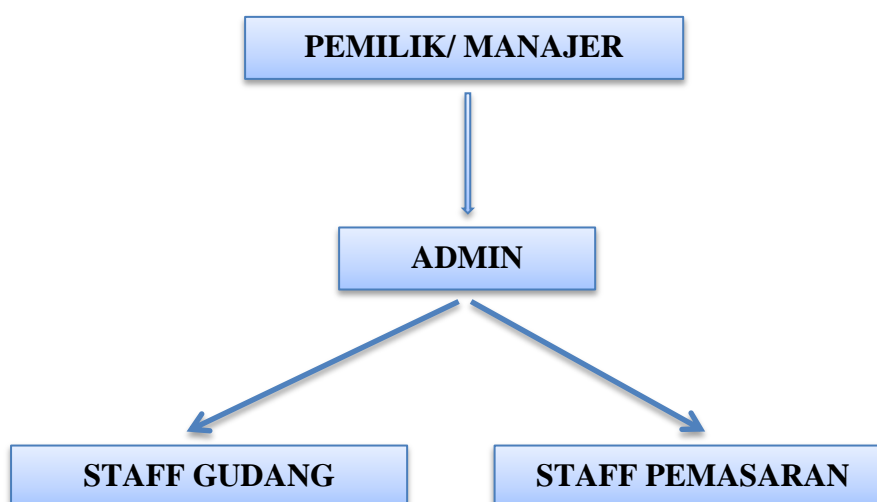 PEMILIK/ MANAJER
ADMIN
STAFF GUDANG
STAFF PEMASARAN